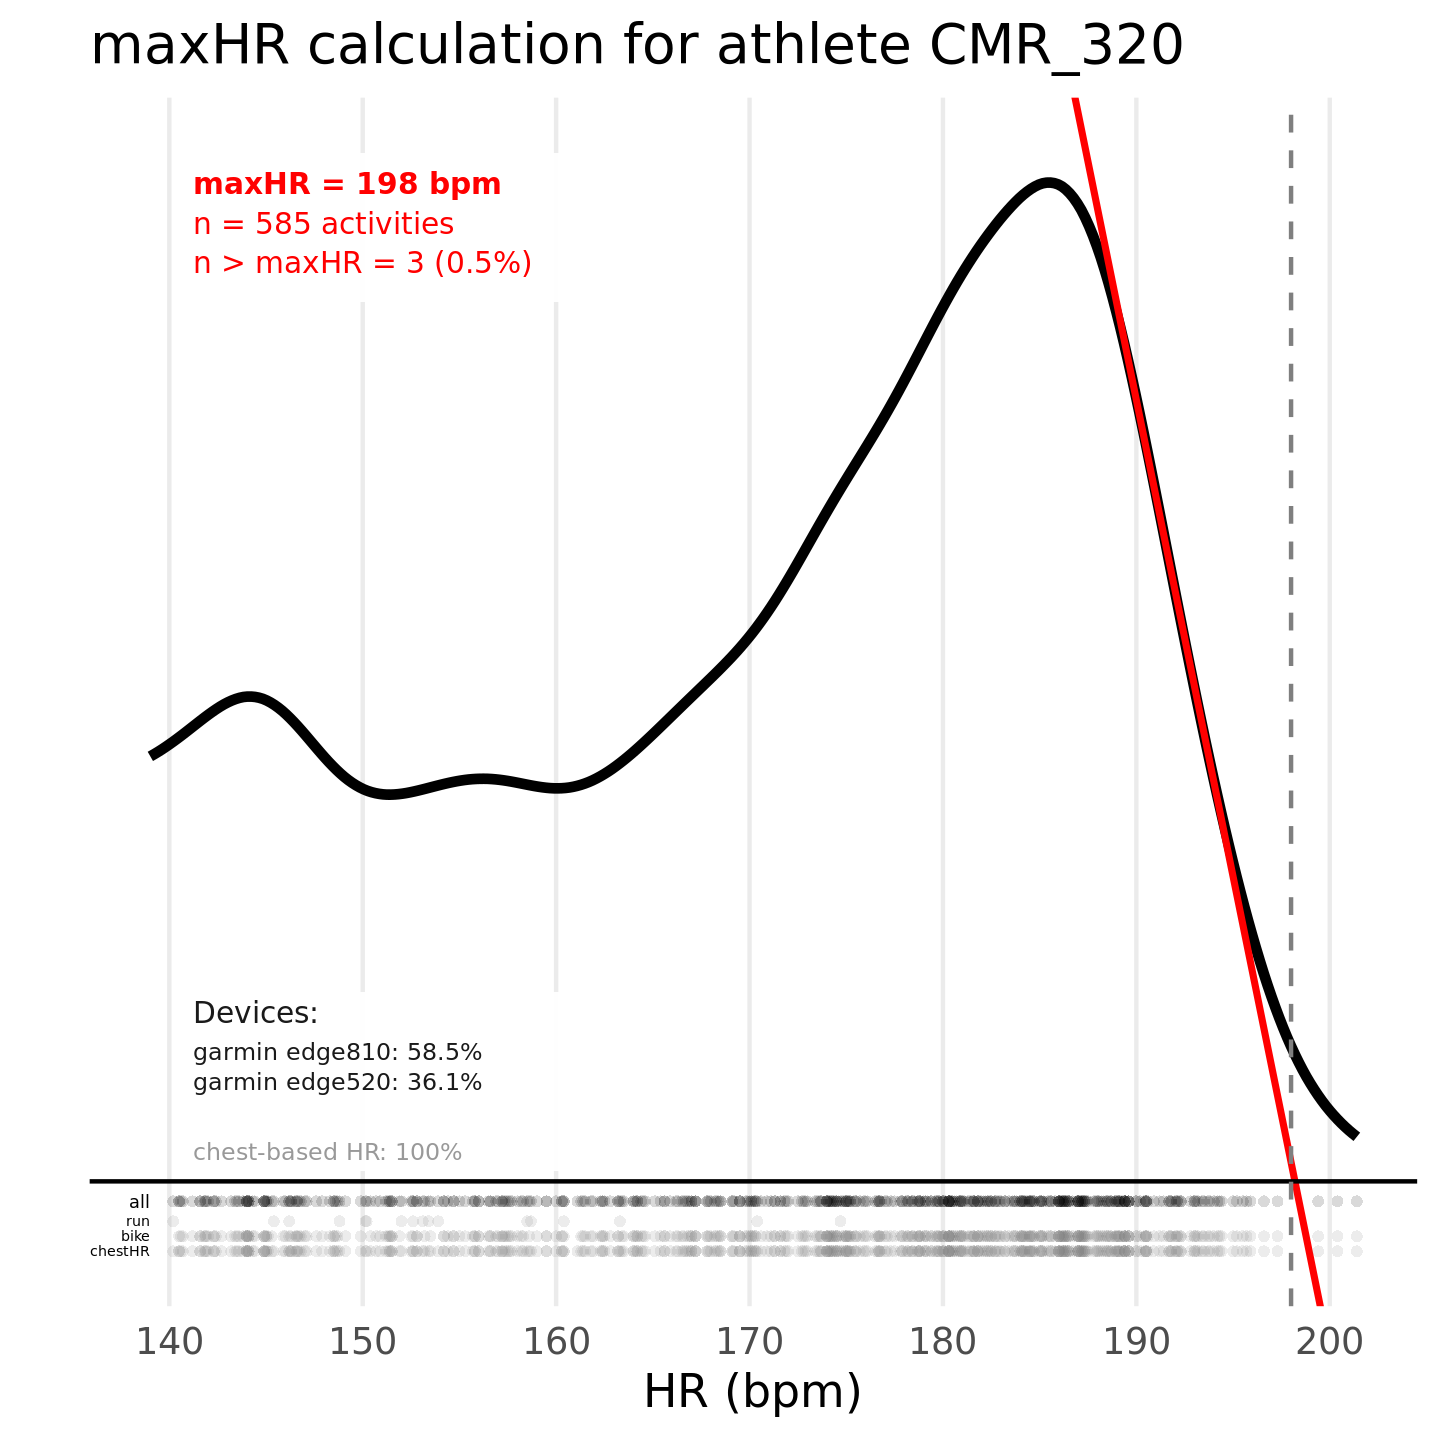 maxHR calculation for athlete CMR_320
maxHR = 198 bpm
n = 585 activities
n > maxHR = 3 (0.5%)
Devices:
garmin edge810: 58.5%
garmin edge520: 36.1%
chest-based HR: 100%
all
run
bike
chestHR
140 150 160 170 180 190 200
HR (bpm)